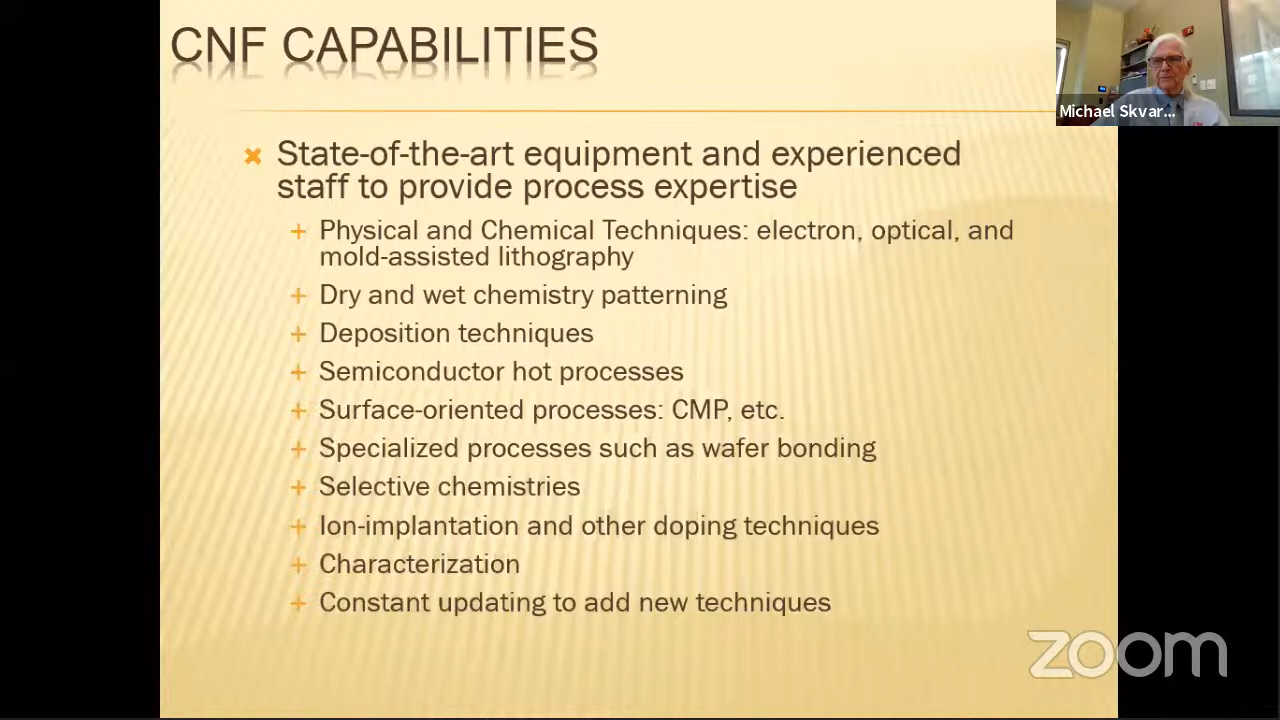 CNF CAPABILITIES
Michael Skvar...
State-of-the-art equipment and experienced
staff to provide process expertise
Physical and Chemical Techniques: electron, optical, and
mold-assisted lithography
Dry and wet chemistry patterning
Deposition techniques
Semiconductor hot processes
Surface-oriented processes: CMP, etc.
Specialized processes such as wafer bonding
Selective chemistries
Ion-implantation and other doping techniques
Characterization
Constant updating to add new techniques
zoom